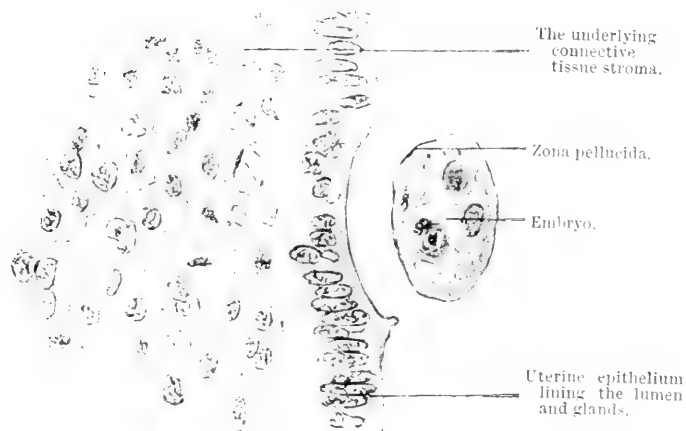 The underlying
connective
tissue stroma.
Zona pellucida.
Embryo.
Uterine epithelium
lining the lumen
and glands.